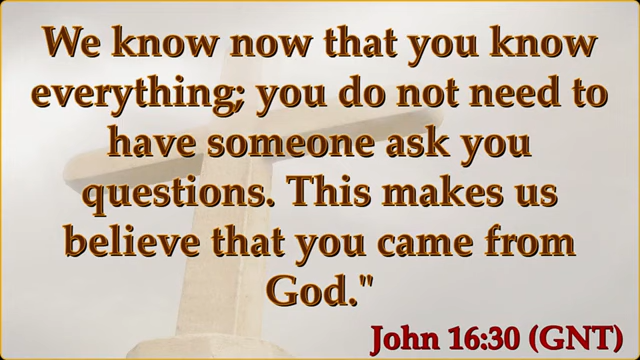 We know now that you know
everything; you do not need to
have someone ask you
questions. This makes us
believe that you came from
God."
John 16:30 (GNT)